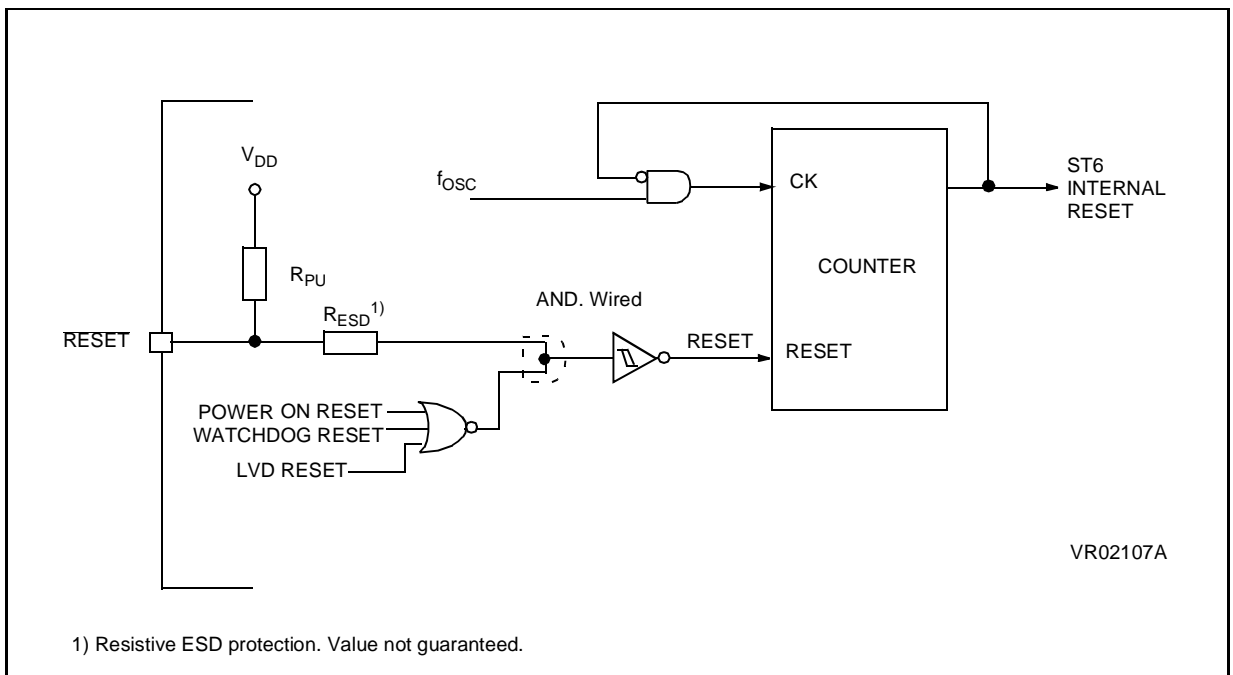 V_DD
f_OSC
CK
ST6
INTERNAL
RESET
R_PU
COUNTER
AND. Wired
R_ESD 1)
RESET
RESET
RESET
POWER ON RESET
WATCHDOG RESET
LVD RESET
VR02107A
1) Resistive ESD protection. Value not guaranteed.